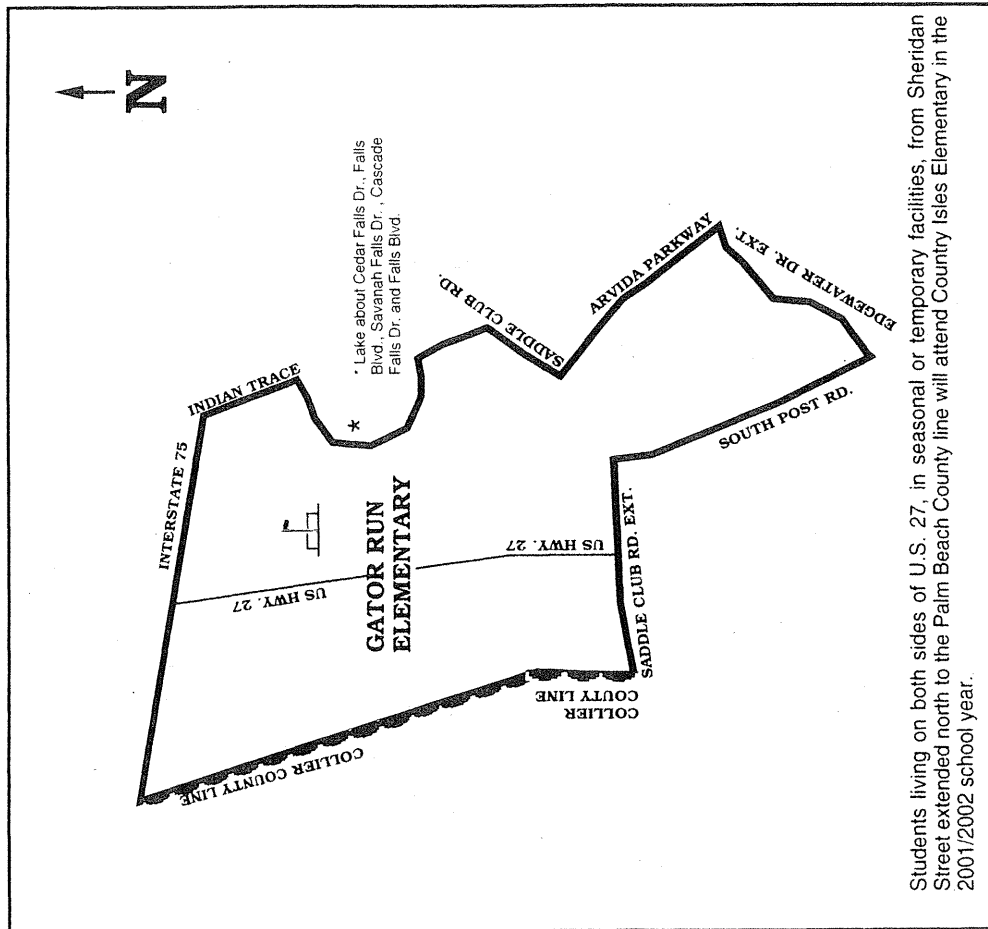 N
INTERSTATE 75
INDIAN TRACE
* Lake about Cedar Falls Dr., Falls
Blvd., Savanah Falls Dr., Cascade
Falls Dr. and Falls Blvd.
*
US HWY. 27
GATOR RUN
ELEMENTARY
COLLIER COUNTY LINE
US HWY. 27
SADDLE CLUB RD.
ARVIDA PARKWAY
COLLIER
COUTY LINE
SADDLE CLUB RD. EXT.
SOUTH POST RD.
EDGEWATER DR. EXT.
Students living on both sides of U.S. 27, in seasonal or temporary facilities, from Sheridan
Street extended north to the Palm Beach County line will attend Country Isles Elementary in the
2001/2002 school year.